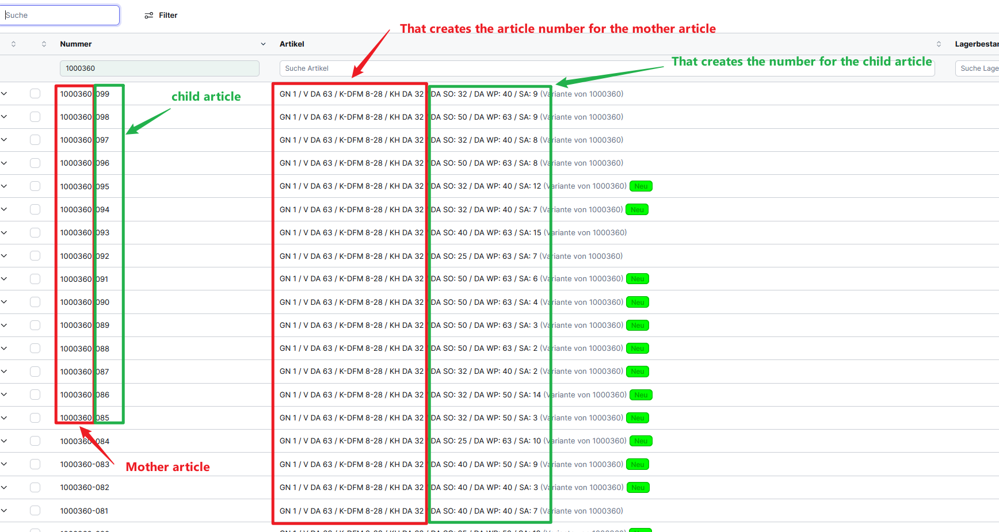 Suche
Filter
That creates the article number for the mother article
Nummer
Artikel
Lagerbestan
That creates the number for the child article
1000360
Suche Artikel
Suche Lage
child article
1000360-099 GN 1 / V DA 63 / K-DFM 8-28 / KH DA 32 / DA SO: 32 / DA WP: 40 / SA: 9 (Variante von 1000360)
1000360-098 GN 1 / V DA 63 / K-DFM 8-28 / KH DA 32 / DA SO: 50 / DA WP: 63 / SA: 9 (Variante von 1000360)
1000360-097 GN 1 / V DA 63 / K-DFM 8-28 / KH DA 32 / DA SO: 32 / DA WP: 40 / SA: 8 (Variante von 1000360)
1000360-096 GN 1 / V DA 63 / K-DFM 8-28 / KH DA 32 / DA SO: 50 / DA WP: 63 / SA: 8 (Variante von 1000360)
1000360-095 GN 1 / V DA 63 / K-DFM 8-28 / KH DA 32 / DA SO: 32 / DA WP: 40 / SA: 12 (Variante von 1000360) Neu
1000360-094 GN 1 / V DA 63 / K-DFM 8-28 / KH DA 32 / DA SO: 32 / DA WP: 40 / SA: 7 (Variante von 1000360) Neu
1000360-093 GN 1 / V DA 63 / K-DFM 8-28 / KH DA 32 / DA SO: 40 / DA WP: 63 / SA: 15 (Variante von 1000360)
1000360-092 GN 1 / V DA 63 / K-DFM 8-28 / KH DA 32 / DA SO: 25 / DA WP: 63 / SA: 7 (Variante von 1000360)
1000360-091 GN 1 / V DA 63 / K-DFM 8-28 / KH DA 32 / DA SO: 50 / DA WP: 63 / SA: 6 (Variante von 1000360) Neu
1000360-090 GN 1 / V DA 63 / K-DFM 8-28 / KH DA 32 / DA SO: 50 / DA WP: 63 / SA: 4 (Variante von 1000360) Neu
1000360-089 GN 1 / V DA 63 / K-DFM 8-28 / KH DA 32 / DA SO: 50 / DA WP: 63 / SA: 3 (Variante von 1000360) Neu
1000360-088 GN 1 / V DA 63 / K-DFM 8-28 / KH DA 32 / DA SO: 50 / DA WP: 63 / SA: 2 (Variante von 1000360) Neu
1000360-087 GN 1 / V DA 63 / K-DFM 8-28 / KH DA 32 / DA SO: 32 / DA WP: 40 / SA: 2 (Variante von 1000360) Neu
1000360-086 GN 1 / V DA 63 / K-DFM 8-28 / KH DA 32 / DA SO: 32 / DA WP: 50 / SA: 14 (Variante von 1000360) Neu
1000360-085 GN 1 / V DA 63 / K-DFM 8-28 / KH DA 32 / DA SO: 32 / DA WP: 50 / SA: 3 (Variante von 1000360) Neu
1000360-084 GN 1 / V DA 63 / K-DFM 8-28 / KH DA 32 / DA SO: 25 / DA WP: 63 / SA: 10 (Variante von 1000360) Neu
1000360-083 GN 1 / V DA 63 / K-DFM 8-28 / KH DA 32 / DA SO: 40 / DA WP: 50 / SA: 9 (Variante von 1000360) Neu
Mother article
1000360-082 GN 1 / V DA 63 / K-DFM 8-28 / KH DA 32 / DA SO: 40 / DA WP: 40 / SA: 3 (Variante von 1000360) Neu
1000360-081 GN 1 / V DA 63 / K-DFM 8-28 / KH DA 32 / DA SO: 40 / DA WP: 40 / SA: 7 (Variante von 1000360)